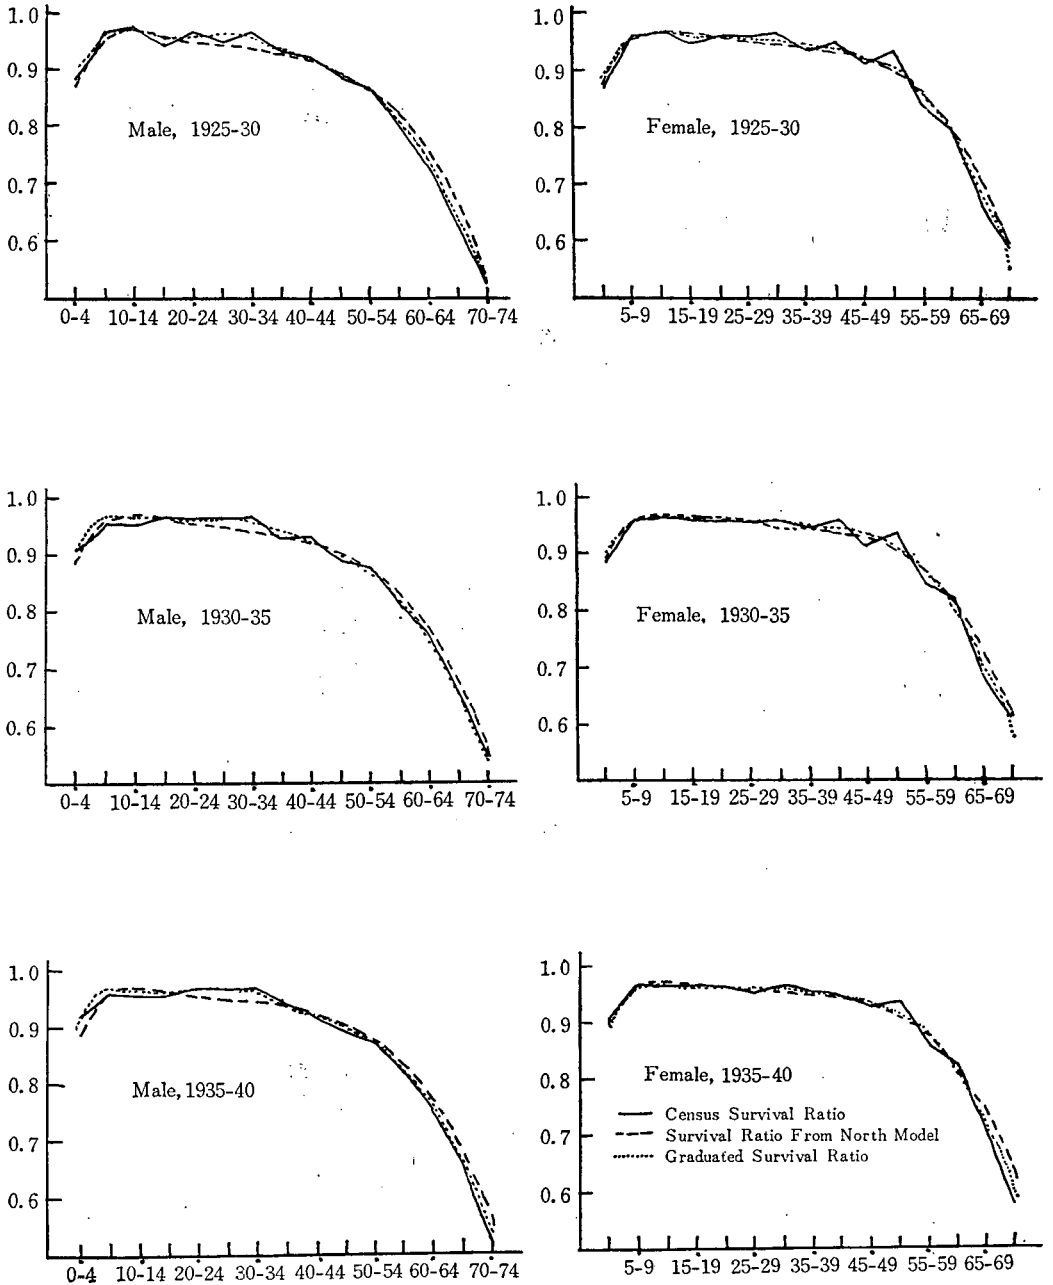 1.0
0.9
0.8
0.7
0.6
Male, 1925-30
0-4 10-14 20-24 30-34 40-44 50-54 60-64 70-74
1.0
0.9
0.8
0.7
0.6
Female, 1925-30
5-9 15-19 25-29 35-39 45-49 55-59 65-69
1.0
0.9
0.8
0.7
0.6
Male, 1930-35
0-4 10-14 20-24 30-34 40-44 50-54 60-64 70-74
1.0
0.9
0.8
0.7
0.6
Female, 1930-35
5-9 15-19 25-29 35-39 45-49 55-59 65-69
1.0
0.9
0.8
0.7
0.6
Male, 1935-40
0-4 10-14 20-24 30-34 40-44 50-54 60-64 70-74
1.0
0.9
0.8
0.7
0.6
Female, 1935-40
Census Survival Ratio
Survival Ratio From North Model
Graduated Survival Ratio
5-9 15-19 25-29 35-39 45-49 55-59 65-69